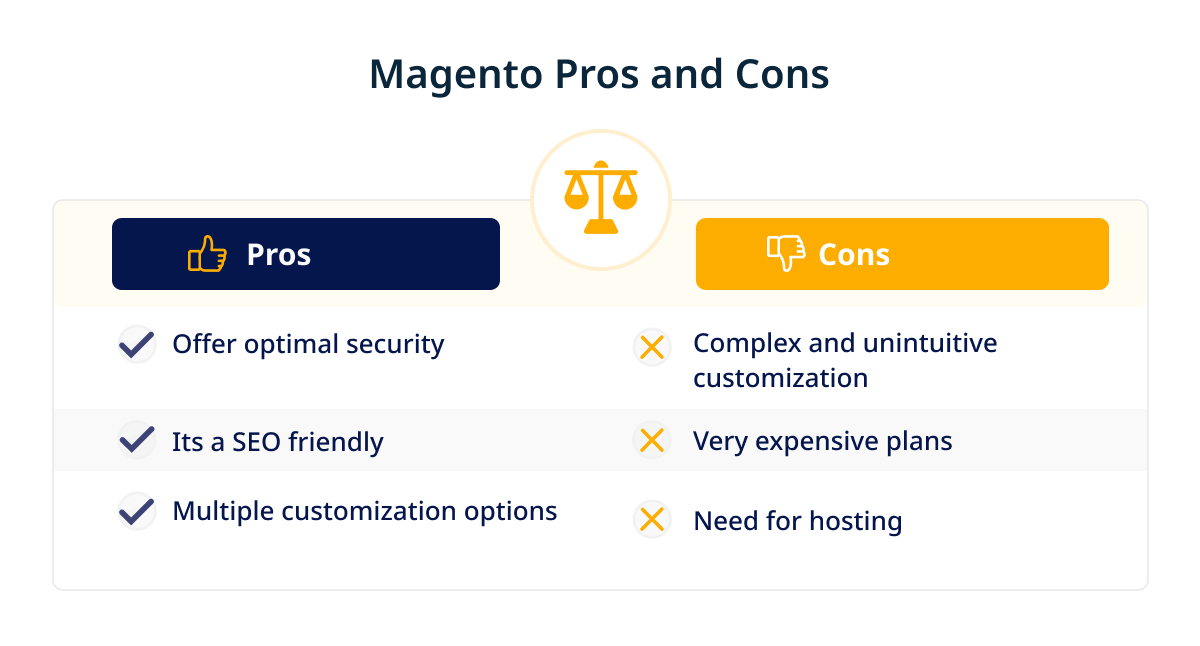 Magento Pros and Cons
Pros
Cons
Offer optimal security
Complex and unintuitive
customization
Its a SEO friendly
Very expensive plans
Multiple customization options
Need for hosting